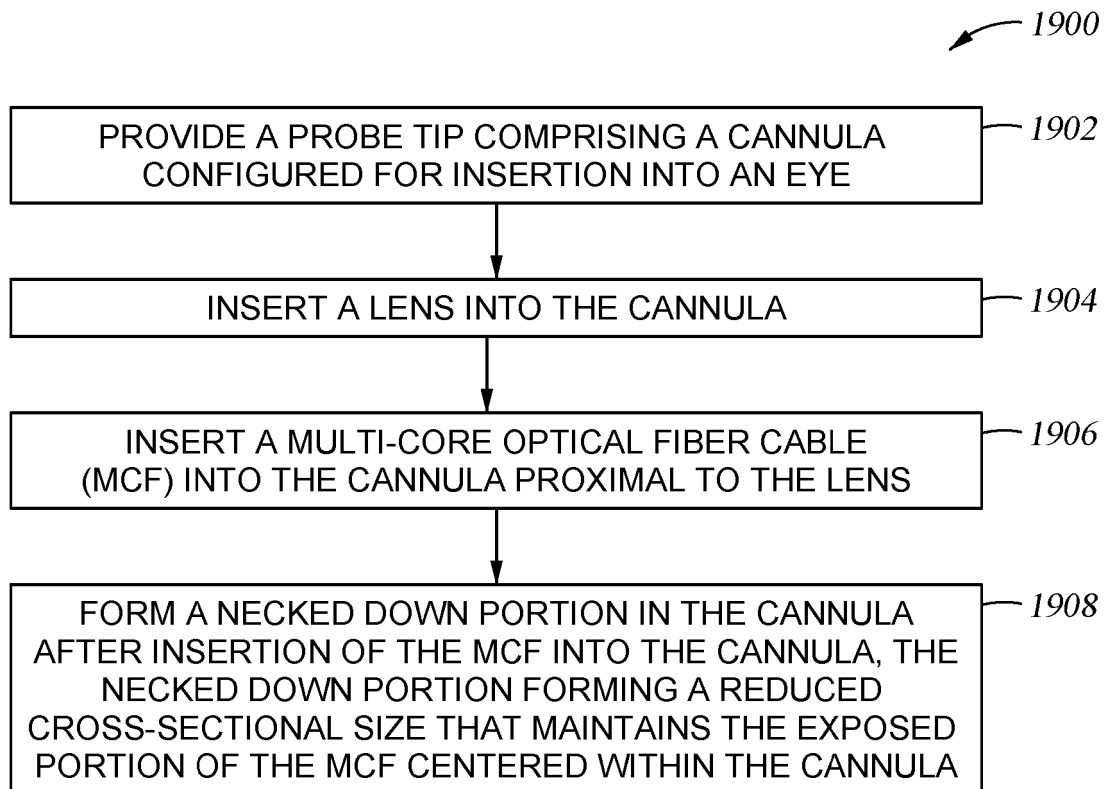 1900
PROVIDE A PROBE TIP COMPRISING A CANNULA
CONFIGURED FOR INSERTION INTO AN EYE
1902
INSERT A LENS INTO THE CANNULA
1904
INSERT A MULTI-CORE OPTICAL FIBER CABLE
(MCF) INTO THE CANNULA PROXIMAL TO THE LENS
1906
FORM A NECKED DOWN PORTION IN THE CANNULA
AFTER INSERTION OF THE MCF INTO THE CANNULA, THE
NECKED DOWN PORTION FORMING A REDUCED
CROSS-SECTIONAL SIZE THAT MAINTAINS THE EXPOSED
PORTION OF THE MCF CENTERED WITHIN THE CANNULA
1908